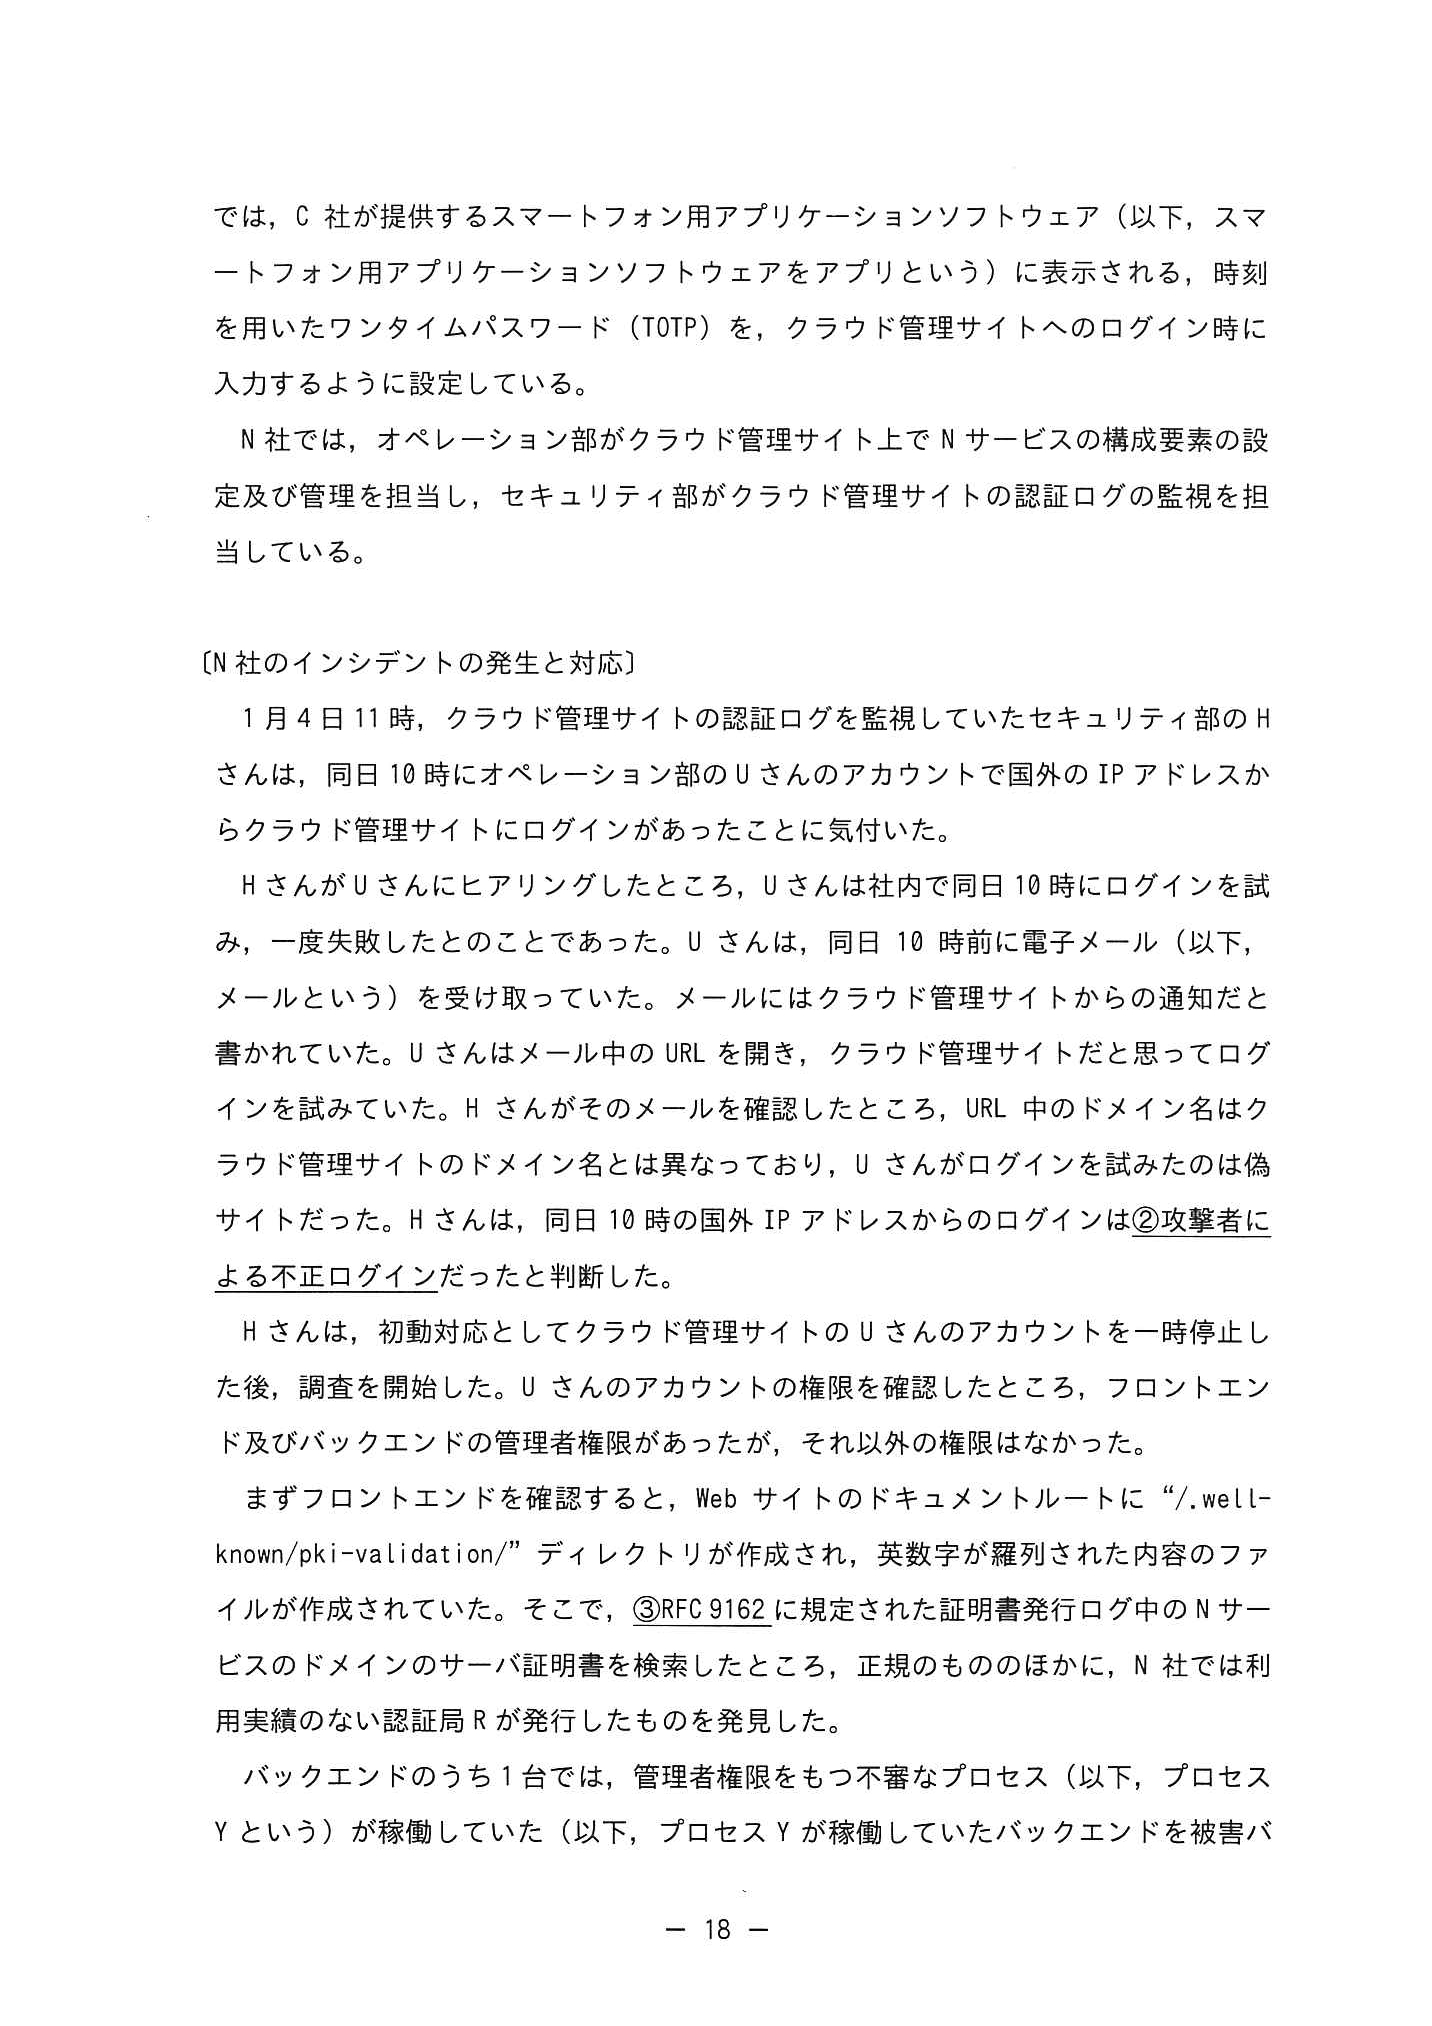 では，C 社が提供するスマートフォン用アプリケーションソフトウェア（以下，スマ
ートフォン用アプリケーションソフトウェアをアプリという）に表示される，時刻
を用いたワンタイムパスワード（TOTP）を，クラウド管理サイトへのログイン時に
入力するように設定している。
N 社では，オペレーション部がクラウド管理サイト上で N サービスの構成要素の設
定及び管理を担当し，セキュリティ部がクラウド管理サイトの認証ログの監視を担
当している。
〔N 社のインシデントの発生と対応〕
1 月 4 日 11 時，クラウド管理サイトの認証ログを監視していたセキュリティ部の H
さんは，同日 10 時にオペレーション部の U さんのアカウントで国外の IP アドレスか
らクラウド管理サイトにログインがあったことに気付いた。
H さんが U さんにヒアリングしたところ，U さんは社内で同日 10 時にログインを試
み，一度失敗したとのことであった。U さんは，同日 10 時前に電子メール（以下，
メールという）を受け取っていた。メールにはクラウド管理サイトからの通知だと
書かれていた。U さんはメール中の URL を開き，クラウド管理サイトだと思ってログ
インを試みていた。H さんがそのメールを確認したところ，URL 中のドメイン名はク
ラウド管理サイトのドメイン名とは異なっており，U さんがログインを試みたのは偽
サイトだった。H さんは，同日 10 時の国外 IP アドレスからのログインは②攻撃者に
よる不正ログインだったと判断した。
H さんは，初動対応としてクラウド管理サイトの U さんのアカウントを一時停止し
た後，調査を開始した。U さんのアカウントの権限を確認したところ，フロントエン
ド及びバックエンドの管理者権限があったが，それ以外の権限はなかった。
まずフロントエンドを確認すると，Web サイトのドキュメントルートに “/.well-
known/pki-validation/” ディレクトリが作成され，英数字が羅列された内容のファ
イルが作成されていた。そこで，③RFC 9162 に規定された証明書発行ログ中の N サー
ビスのドメインのサーバ証明書を検索したところ，正規のもののほかに，N 社では利
用実績のない認証局 R が発行したものを発見した。
バックエンドのうち 1 台では，管理者権限をもつ不審なプロセス（以下，プロセス
Y という）が稼働していた（以下，プロセス Y が稼働していたバックエンドを被害バ
－ 18 －